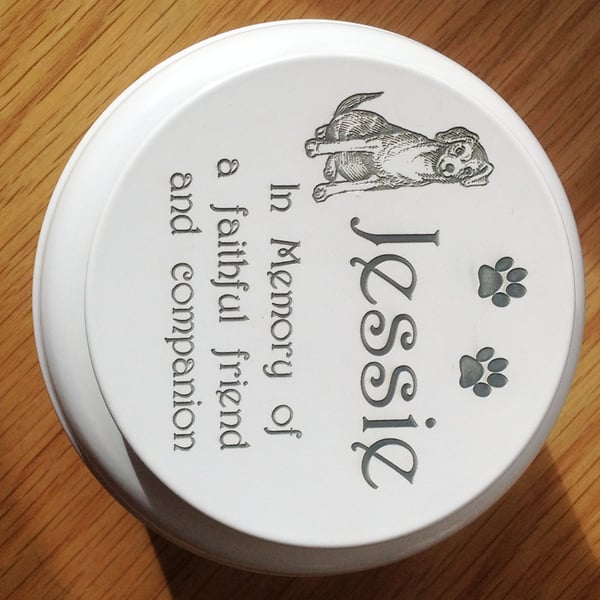 Jessie
In Memory of
a faithful friend
and companion